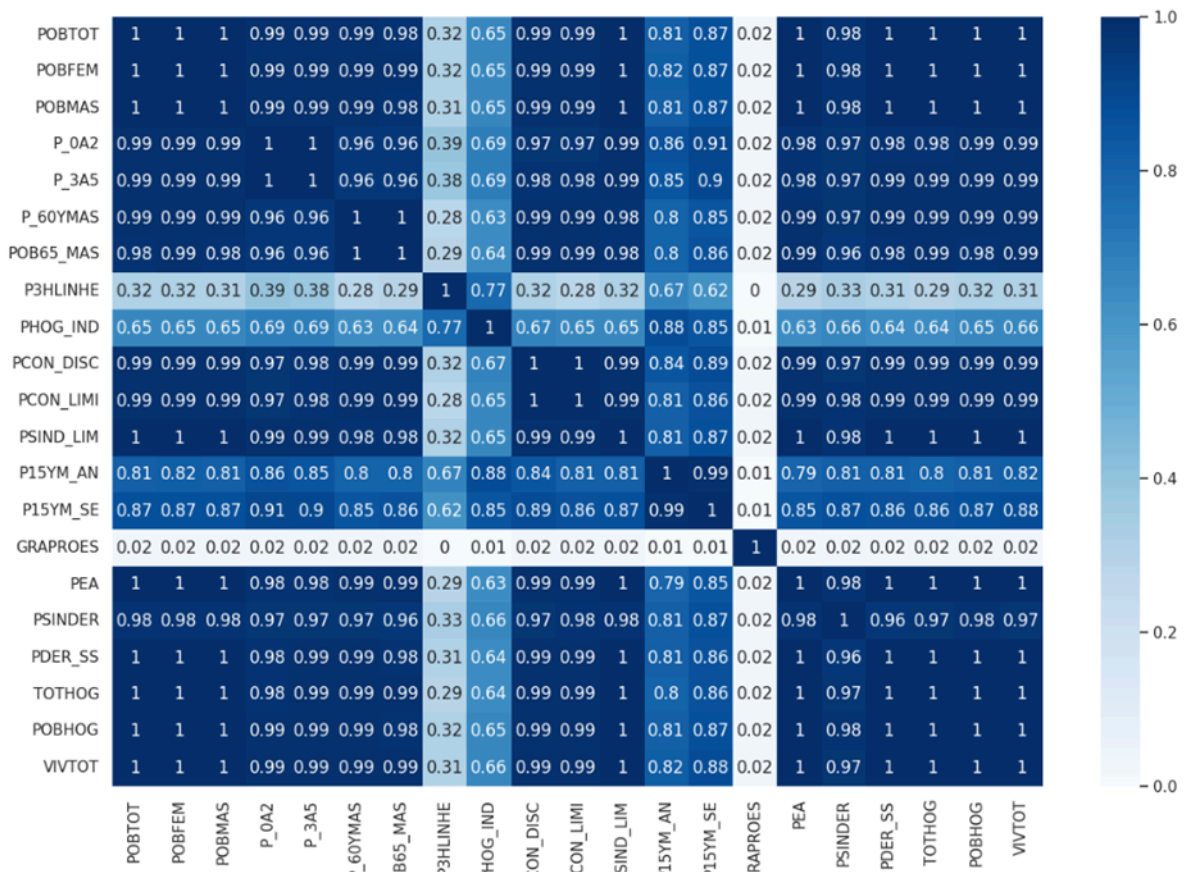 POBTOT 1 1 1 0.99 0.99 0.99 0.98 0.32 0.65 0.99 0.99 1 0.81 0.87 0.02 1 0.98 1 1 1 1
POBFEM 1 1 1 0.99 0.99 0.99 0.99 0.32 0.65 0.99 0.99 1 0.82 0.87 0.02 1 0.98 1 1 1 1
POBMAS 1 1 1 0.99 0.99 0.99 0.98 0.31 0.65 0.99 0.99 1 0.81 0.87 0.02 1 0.98 1 1 1 1
P_0A2 0.99 0.99 0.99 1 1 0.96 0.96 0.39 0.69 0.97 0.97 0.99 0.86 0.91 0.02 0.98 0.97 0.98 0.98 0.99 0.99
P_3A5 0.99 0.99 0.99 1 1 0.96 0.96 0.38 0.69 0.98 0.98 0.99 0.85 0.9 0.02 0.98 0.97 0.99 0.99 0.99 0.99
P_60YMAS 0.99 0.99 0.99 0.96 0.96 1 1 0.28 0.63 0.99 0.99 0.98 0.8 0.85 0.02 0.99 0.97 0.99 0.99 0.99 0.99
POB65_MAS 0.98 0.99 0.98 0.96 0.96 1 1 0.29 0.64 0.99 0.99 0.98 0.8 0.86 0.02 0.99 0.96 0.98 0.99 0.98 0.99
P3HLINHE 0.32 0.32 0.31 0.39 0.38 0.28 0.29 1 0.77 0.32 0.28 0.32 0.67 0.62 0 0.29 0.33 0.31 0.29 0.32 0.31
PHOG_IND 0.65 0.65 0.65 0.69 0.69 0.63 0.64 0.77 1 0.67 0.65 0.65 0.88 0.85 0.01 0.63 0.66 0.64 0.64 0.65 0.66
PCON_DISC 0.99 0.99 0.99 0.97 0.98 0.99 0.99 0.32 0.67 1 1 0.99 0.84 0.89 0.02 0.99 0.97 0.99 0.99 0.99 0.99
PCON_LIMI 0.99 0.99 0.99 0.97 0.98 0.99 0.99 0.28 0.65 1 1 0.99 0.81 0.86 0.02 0.99 0.98 0.99 0.99 0.99 0.99
PSIND_LIM 1 1 1 0.99 0.99 0.98 0.98 0.32 0.65 0.99 0.99 1 0.81 0.87 0.02 1 0.98 1 1 1 1
P15YM_AN 0.81 0.82 0.81 0.86 0.85 0.8 0.8 0.67 0.88 0.84 0.81 0.81 1 0.99 0.01 0.79 0.81 0.81 0.8 0.81 0.82
P15YM_SE 0.87 0.87 0.87 0.91 0.9 0.85 0.86 0.62 0.85 0.89 0.86 0.87 0.99 1 0.01 0.85 0.87 0.86 0.86 0.87 0.88
GRAPROES 0.02 0.02 0.02 0.02 0.02 0.02 0.02 0 0.01 0.02 0.02 0.02 0.01 0.01 1 0.02 0.02 0.02 0.02 0.02 0.02
PEA 1 1 1 0.98 0.98 0.99 0.99 0.29 0.63 0.99 0.99 1 0.79 0.85 0.02 1 0.98 1 1 1 1
PSINDER 0.98 0.98 0.98 0.97 0.97 0.97 0.96 0.33 0.66 0.97 0.98 0.98 0.81 0.87 0.02 0.98 1 0.96 0.97 0.98 0.97
PDER_SS 1 1 1 0.98 0.99 0.99 0.98 0.31 0.64 0.99 0.99 1 0.81 0.86 0.02 1 0.96 1 1 1 1
TOTHOG 1 1 1 0.98 0.99 0.99 0.99 0.29 0.64 0.99 0.99 1 0.8 0.86 0.02 1 0.97 1 1 1 1
POBHOG 1 1 1 0.99 0.99 0.99 0.98 0.32 0.65 0.99 0.99 1 0.81 0.87 0.02 1 0.98 1 1 1 1
VIVTOT 1 1 1 0.99 0.99 0.99 0.99 0.31 0.66 0.99 0.99 1 0.82 0.88 0.02 1 0.97 1 1 1 1
POBTOT POBFEM POBMAS P_0A2 P_3A5 _60YMAS B65_MAS P3HLINHE HOG_IND CON_DISC CON_LIMI SIND_LIM P15YM_AN P15YM_SE RAPROES PEA PSINDER PDER_SS TOTHOG POBHOG VIVTOT
1.0
0.8
0.6
0.4
0.2
0.0